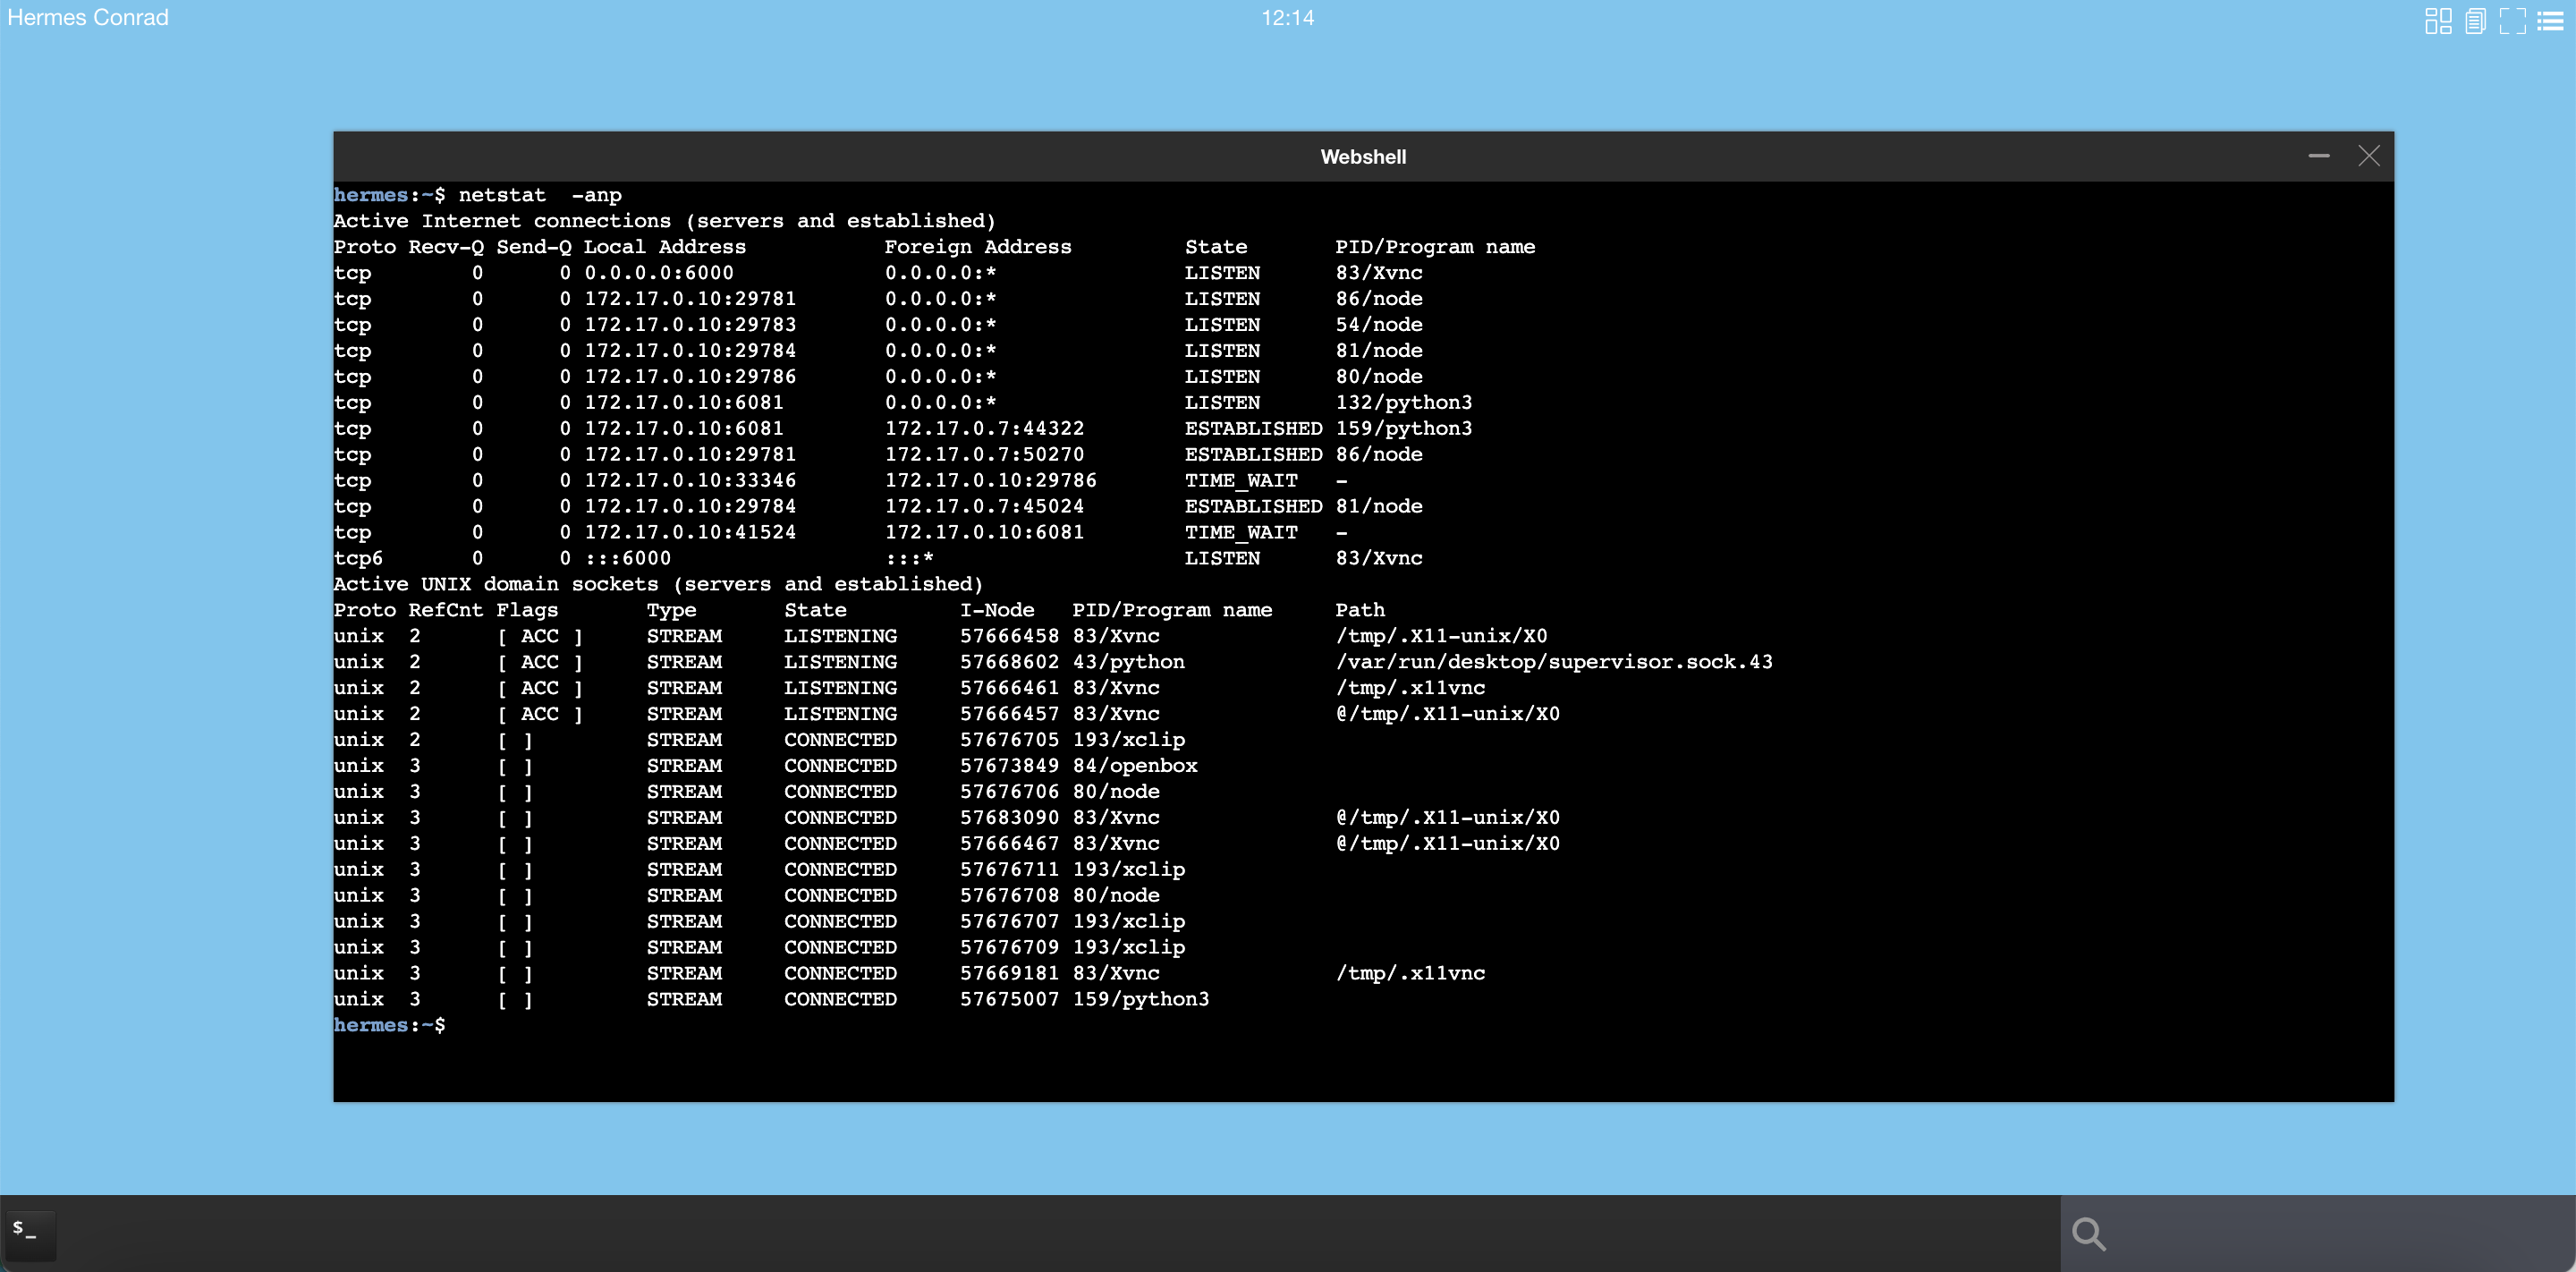 Hermes Conrad 12:14
Webshell
hermes:~$ netstat  -anp
Active Internet connections (servers and established)
Proto Recv-Q Send-Q Local Address           Foreign Address         State       PID/Program name
tcp        0      0 0.0.0.0:6000            0.0.0.0:*               LISTEN      83/Xvnc
tcp        0      0 172.17.0.10:29781       0.0.0.0:*               LISTEN      86/node
tcp        0      0 172.17.0.10:29783       0.0.0.0:*               LISTEN      54/node
tcp        0      0 172.17.0.10:29784       0.0.0.0:*               LISTEN      81/node
tcp        0      0 172.17.0.10:29786       0.0.0.0:*               LISTEN      80/node
tcp        0      0 172.17.0.10:6081        0.0.0.0:*               LISTEN      132/python3
tcp        0      0 172.17.0.10:6081        172.17.0.7:44322        ESTABLISHED 159/python3
tcp        0      0 172.17.0.10:29781       172.17.0.7:50270        ESTABLISHED 86/node
tcp        0      0 172.17.0.10:33346       172.17.0.10:29786       TIME_WAIT   -
tcp        0      0 172.17.0.10:29784       172.17.0.7:45024        ESTABLISHED 81/node
tcp        0      0 172.17.0.10:41524       172.17.0.10:6081        TIME_WAIT   -
tcp6       0      0 :::6000                 :::*                    LISTEN      83/Xvnc
Active UNIX domain sockets (servers and established)
Proto RefCnt Flags       Type       State         I-Node   PID/Program name     Path
unix  2      [ ACC ]     STREAM     LISTENING     57666458 83/Xvnc              /tmp/.X11-unix/X0
unix  2      [ ACC ]     STREAM     LISTENING     57668602 43/python            /var/run/desktop/supervisor.sock.43
unix  2      [ ACC ]     STREAM     LISTENING     57666461 83/Xvnc              /tmp/.x11vnc
unix  2      [ ACC ]     STREAM     LISTENING     57666457 83/Xvnc              @/tmp/.X11-unix/X0
unix  2      [ ]         STREAM     CONNECTED     57676705 193/xclip
unix  3      [ ]         STREAM     CONNECTED     57673849 84/openbox
unix  3      [ ]         STREAM     CONNECTED     57676706 80/node
unix  3      [ ]         STREAM     CONNECTED     57683090 83/Xvnc              @/tmp/.X11-unix/X0
unix  3      [ ]         STREAM     CONNECTED     57666467 83/Xvnc              @/tmp/.X11-unix/X0
unix  3      [ ]         STREAM     CONNECTED     57676711 193/xclip
unix  3      [ ]         STREAM     CONNECTED     57676708 80/node
unix  3      [ ]         STREAM     CONNECTED     57676707 193/xclip
unix  3      [ ]         STREAM     CONNECTED     57676709 193/xclip
unix  3      [ ]         STREAM     CONNECTED     57669181 83/Xvnc              /tmp/.x11vnc
unix  3      [ ]         STREAM     CONNECTED     57675007 159/python3
hermes:~$
$_